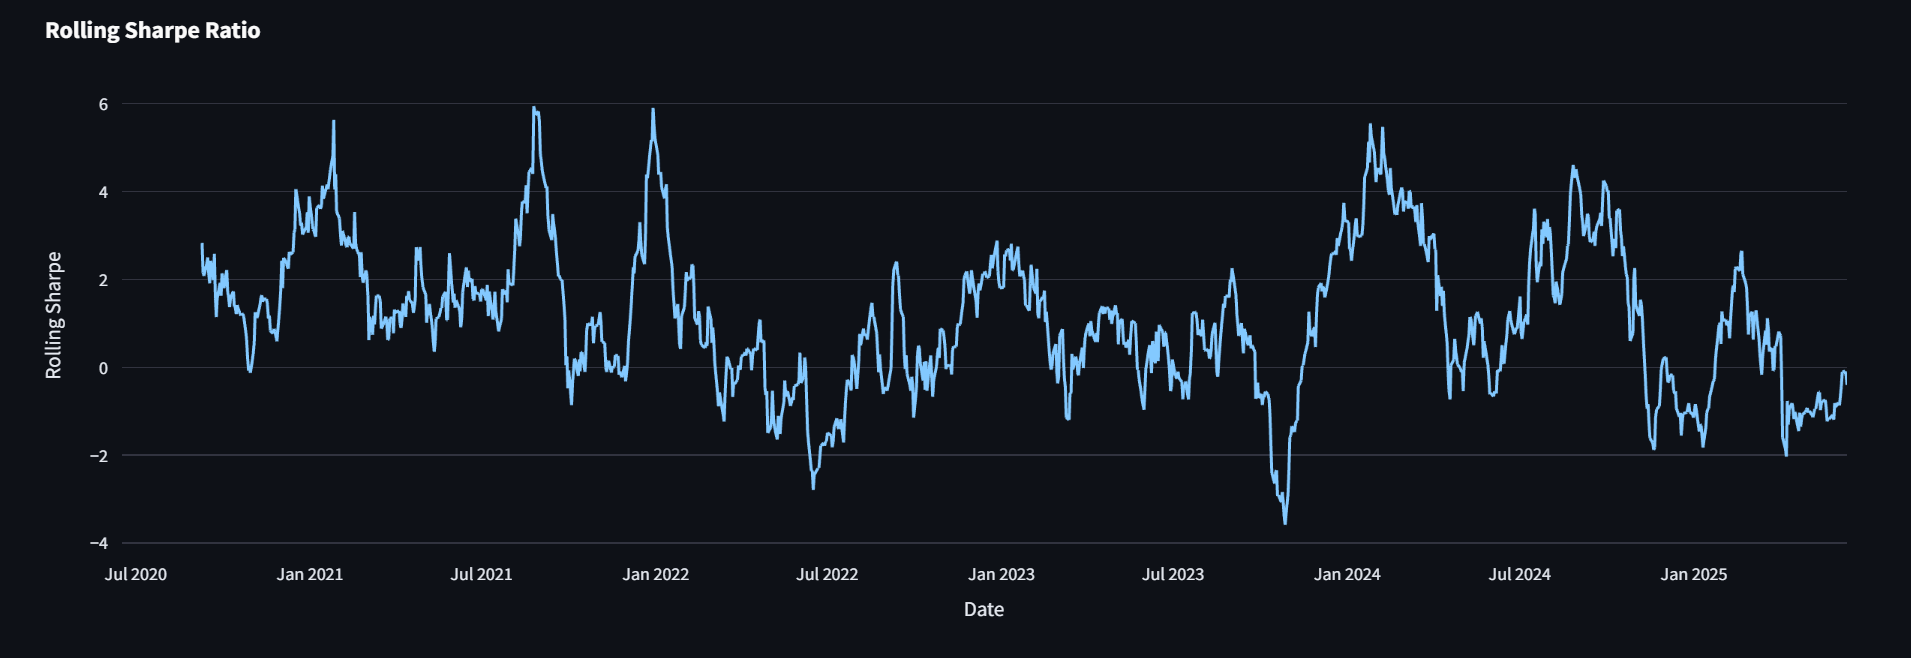 Rolling Sharpe Ratio
6
4
2
0
−2
−4
Rolling Sharpe
Jul 2020
Jan 2021
Jul 2021
Jan 2022
Jul 2022
Jan 2023
Jul 2023
Jan 2024
Jul 2024
Jan 2025
Date